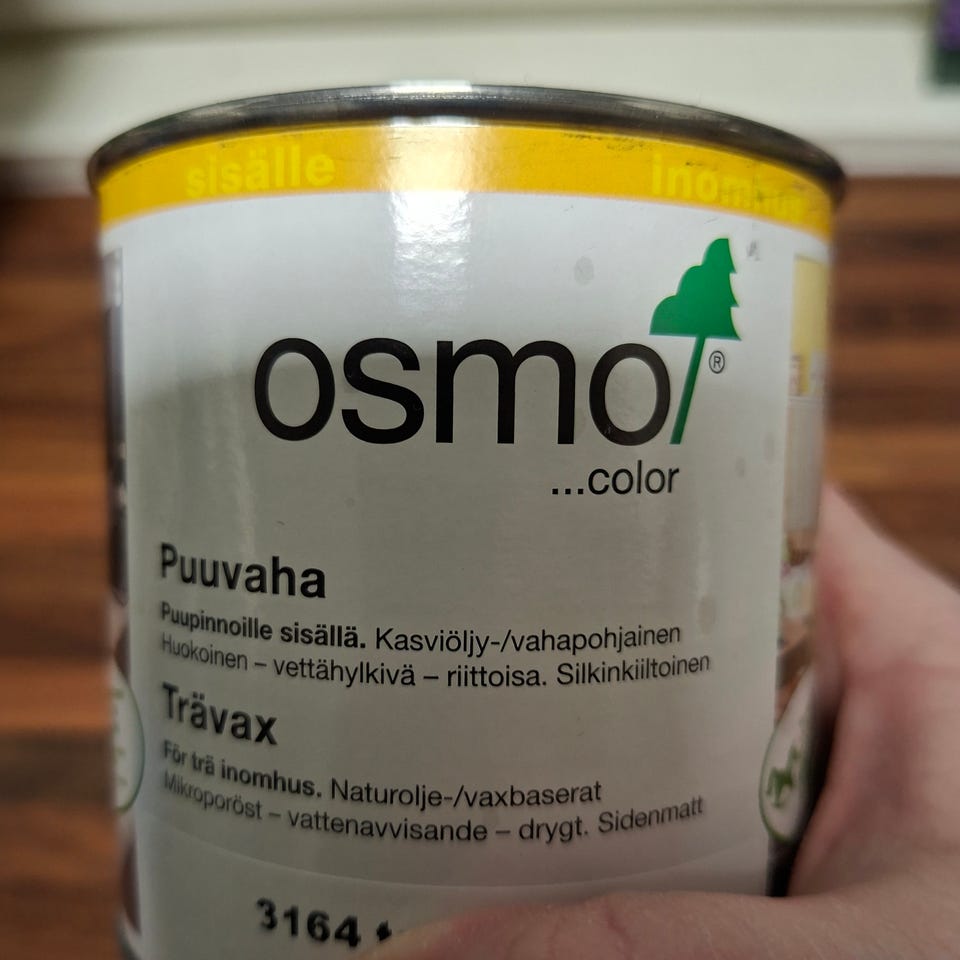 sisälle inomhus
osmo ®
...color
Puuvaha
Puupinnoille sisällä. Kasviöljy-/vahapohjainen
Huokoinen – vettähylkivä – riittoisa. Silkinkiiltoinen
Trävax
För trä inomhus. Naturolje-/vaxbaserat
Mikroporöst – vattenavvisande – drygt. Sidenmatt
3164